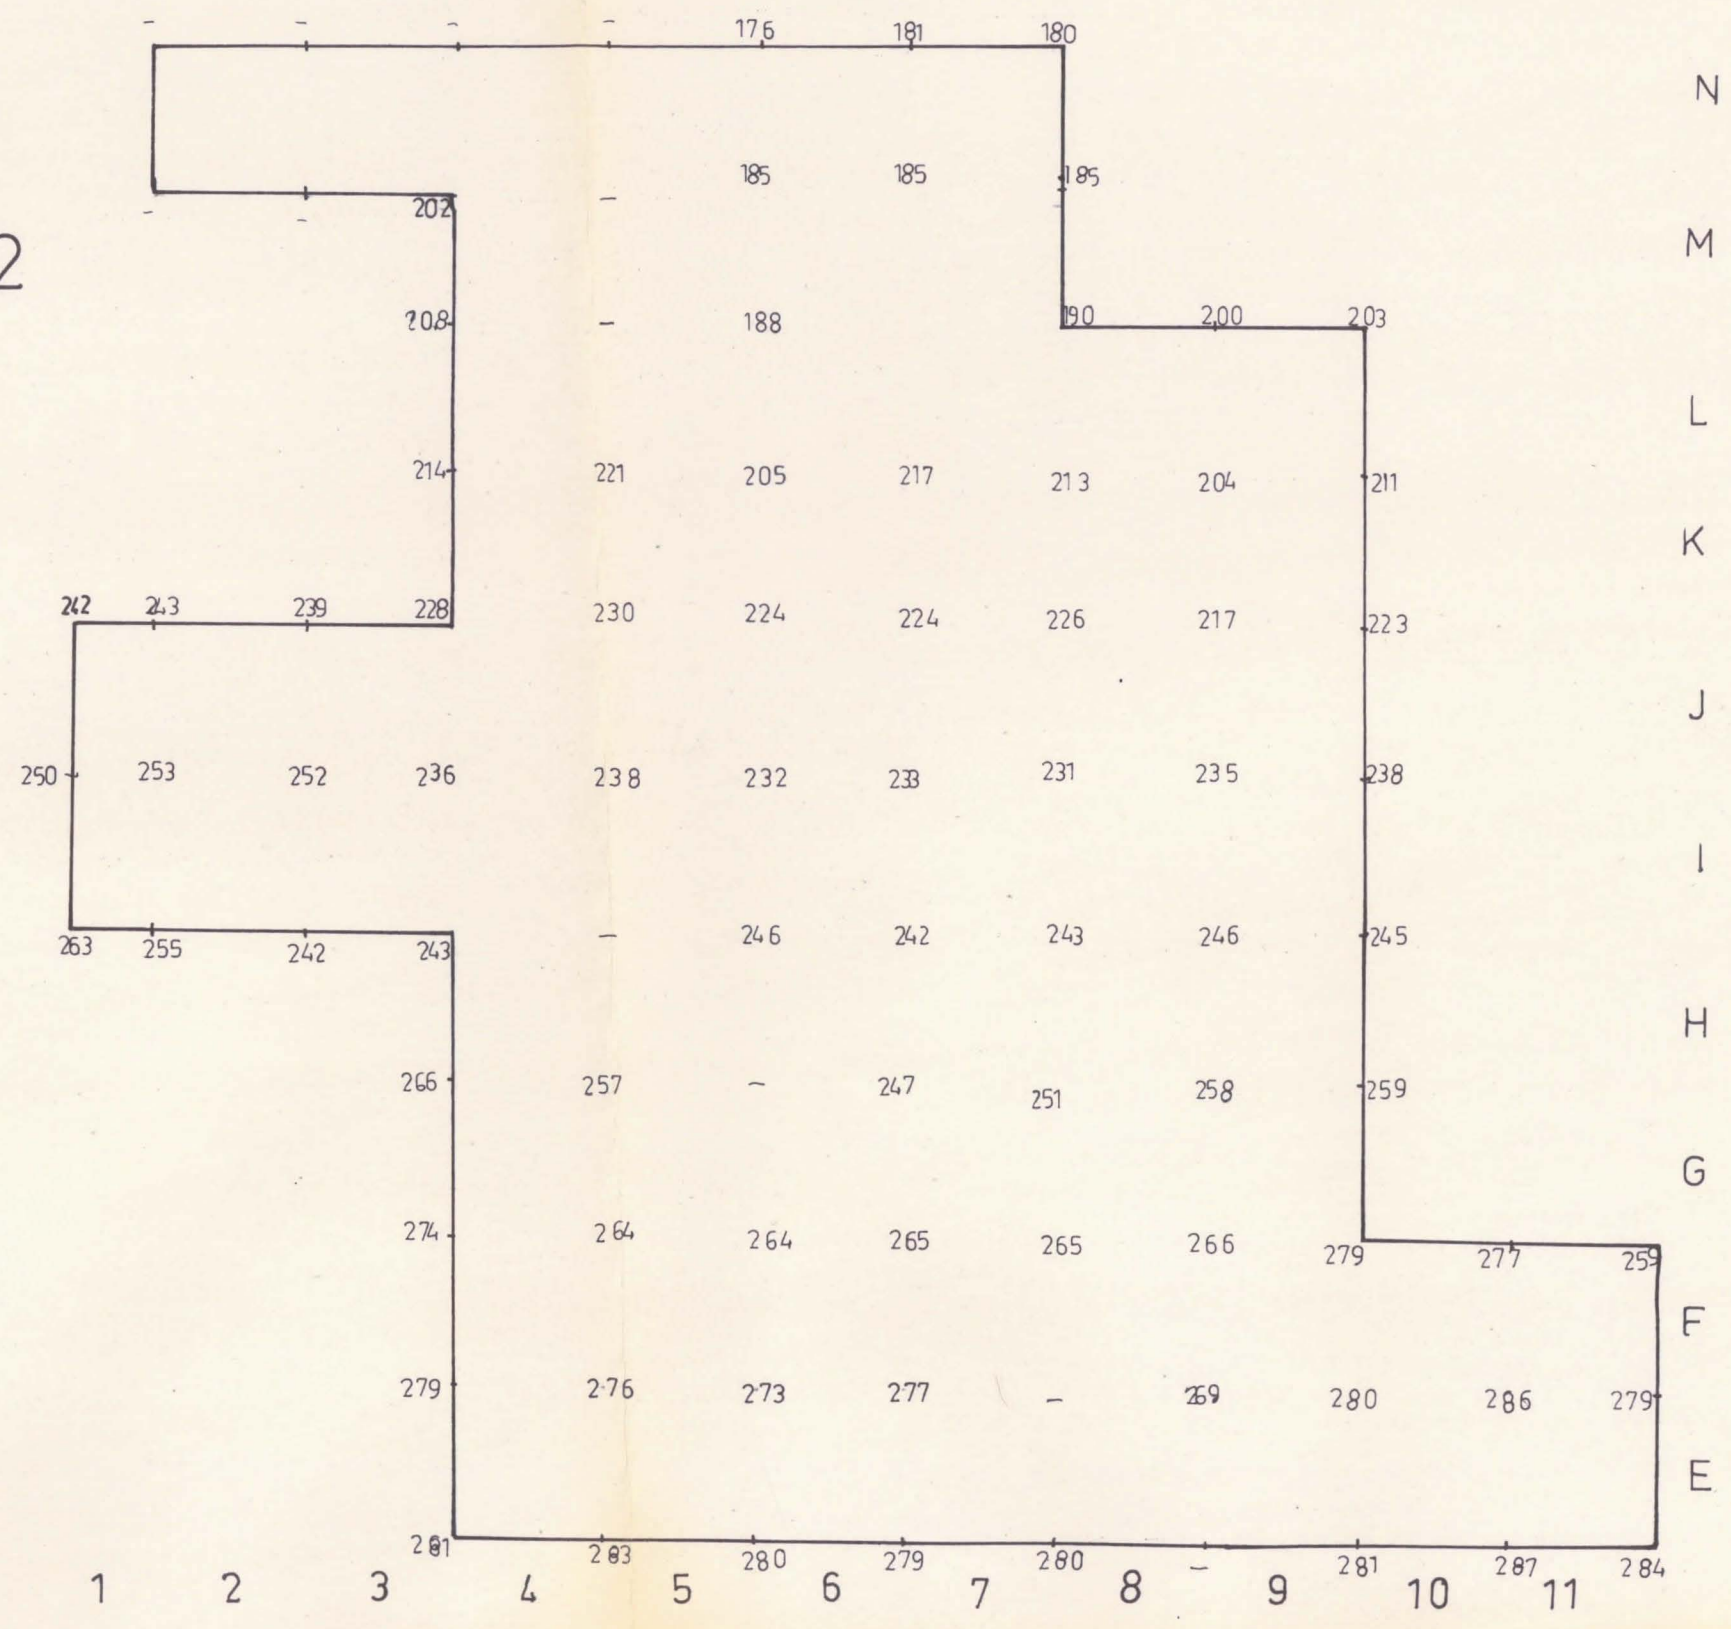 – – – – 176 181 180
N
185 185 185
– – 202 –
M
2
208 – 188 190 200 203
L
214 221 205 217 213 204 211
K
242 243 239 228 230 224 224 226 217 223
J
250 253 252 236 238 232 233 231 235 238
I
263 255 242 243 – 246 242 243 246 245
H
266 257 – 247 251 258 259
G
274 264 264 265 265 266 279 277 259
F
279 276 273 277 – 269 280 286 279
E
281 283 280 279 280 – 281 287 284
1 2 3 4 5 6 7 8 9 10 11